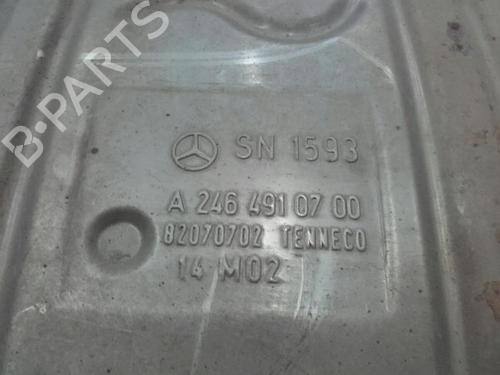 B-PARTS
SN 1593
A 246 491 07 00
82070702 TENNECO
14 M02